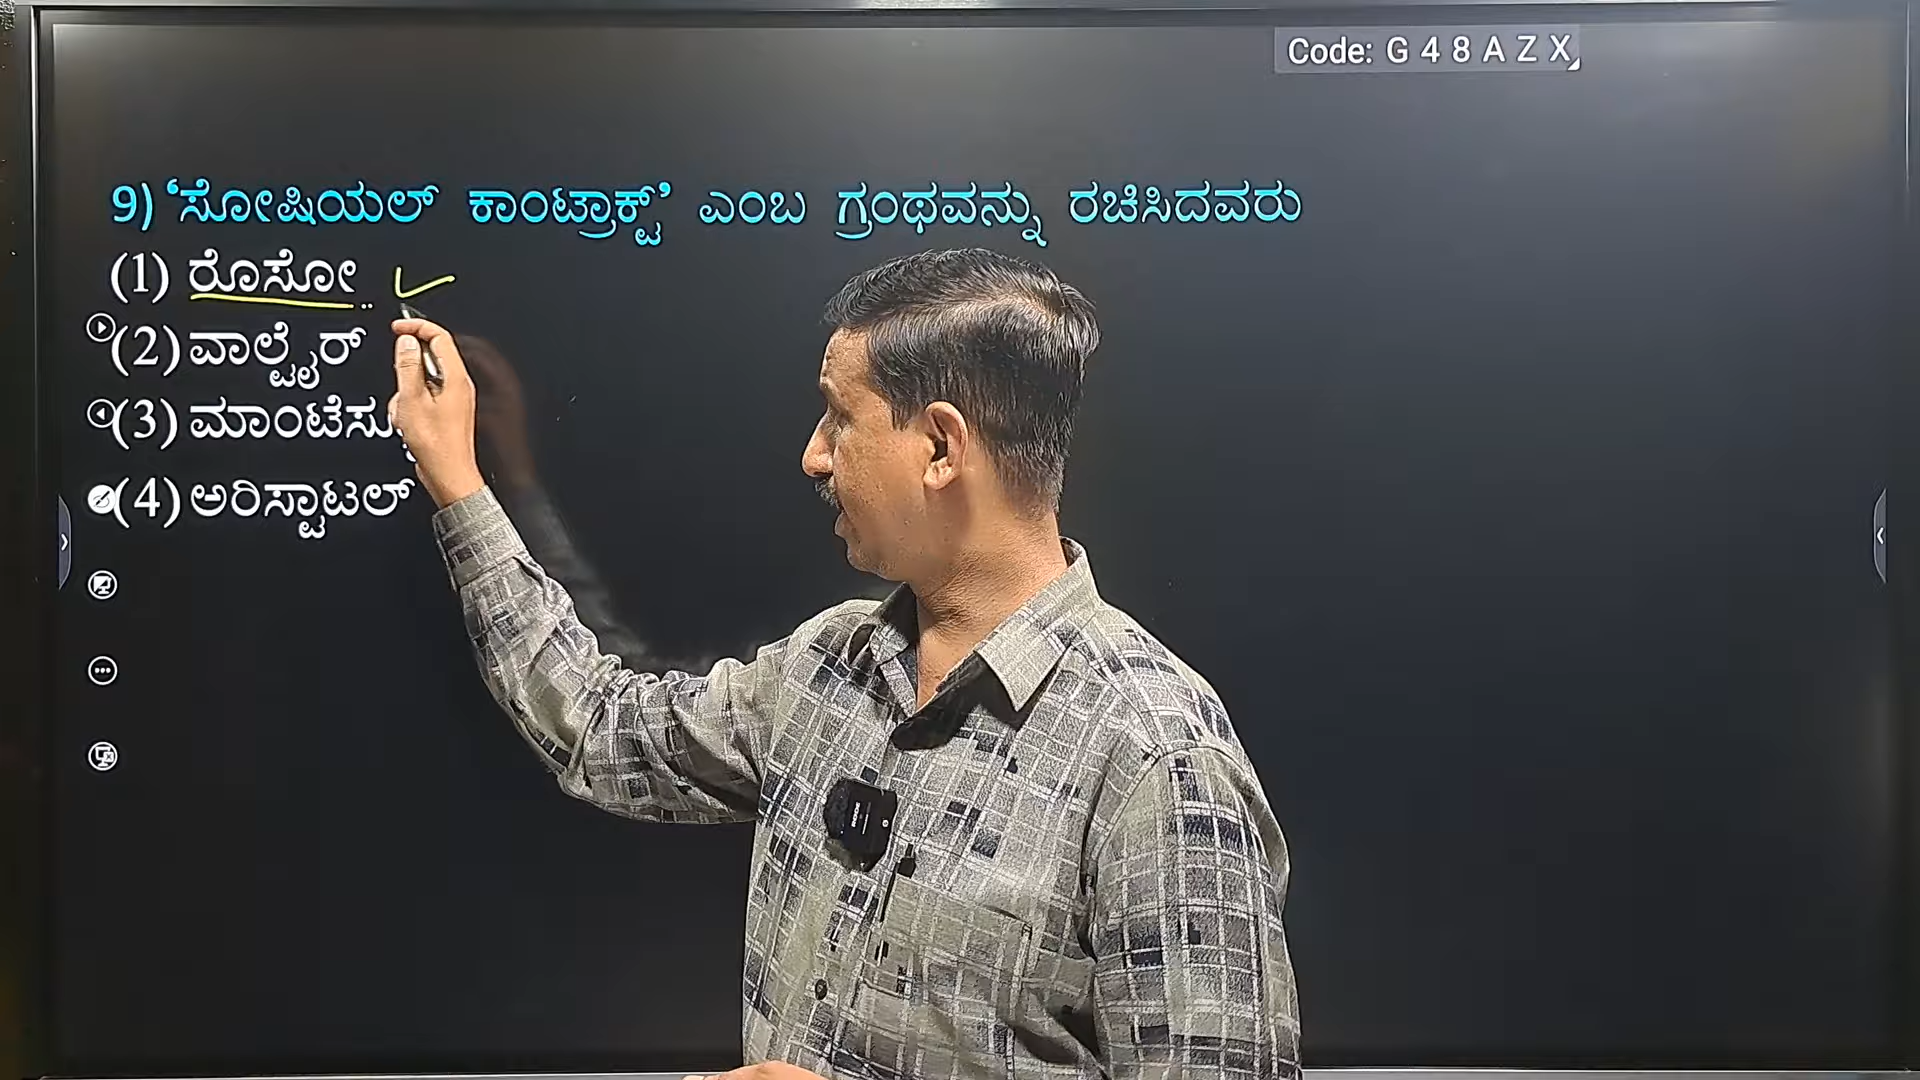 Code: G 4 8 A Z X
9) ‘ಸೋಷಿಯಲ್ ಕಾಂಟ್ರಾಕ್ಟ್’ ಎಂಬ ಗ್ರಂಥವನ್ನು ರಚಿಸಿದವರು
(1) ರೊಸೋ
(2) ವಾಲ್ಟೈರ್
(3)
(4) ಅರಿಸ್ಟಾಟಲ್